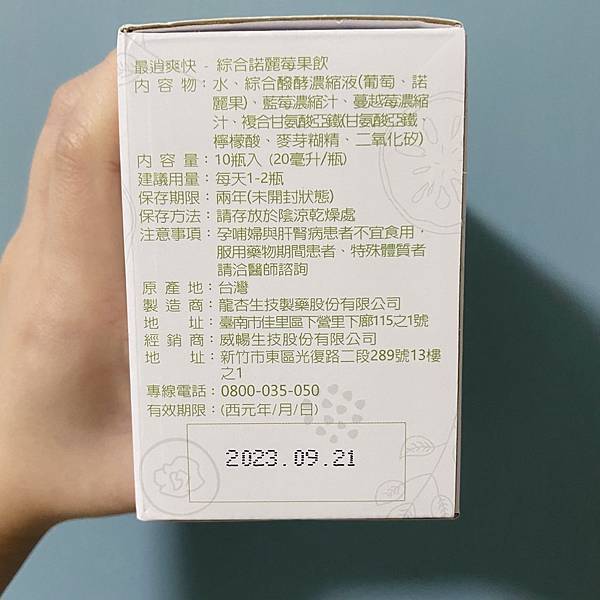 最消爽快 - 綜合諾麗莓果飲
內容物：水、綜合醱酵濃縮液(葡萄、諾
麗果)、藍莓濃縮汁、蔓越莓濃縮
汁、複合甘氨酸亞鐵(甘氨酸亞鐵、
檸檬酸、麥芽糊精、二氧化矽)
內容量：10瓶入 (20毫升/瓶)
建議用量：每天1-2瓶
保存期限：兩年(未開封狀態)
保存方法：請存放於陰涼乾燥處
注意事項：孕哺婦與肝腎病患者不宜食用，
服用藥物期間患者、特殊體質者
請洽醫師諮詢
原產地：台灣
製造商：龍杏生技製藥股份有限公司
地址：臺南市佳里區下營里下廍115之1號
經銷商：威暢生技股份有限公司
地址：新竹市東區光復路二段289號13樓
之1
專線電話：0800-035-050
有效期限：(西元年/月/日)
2023.09.21